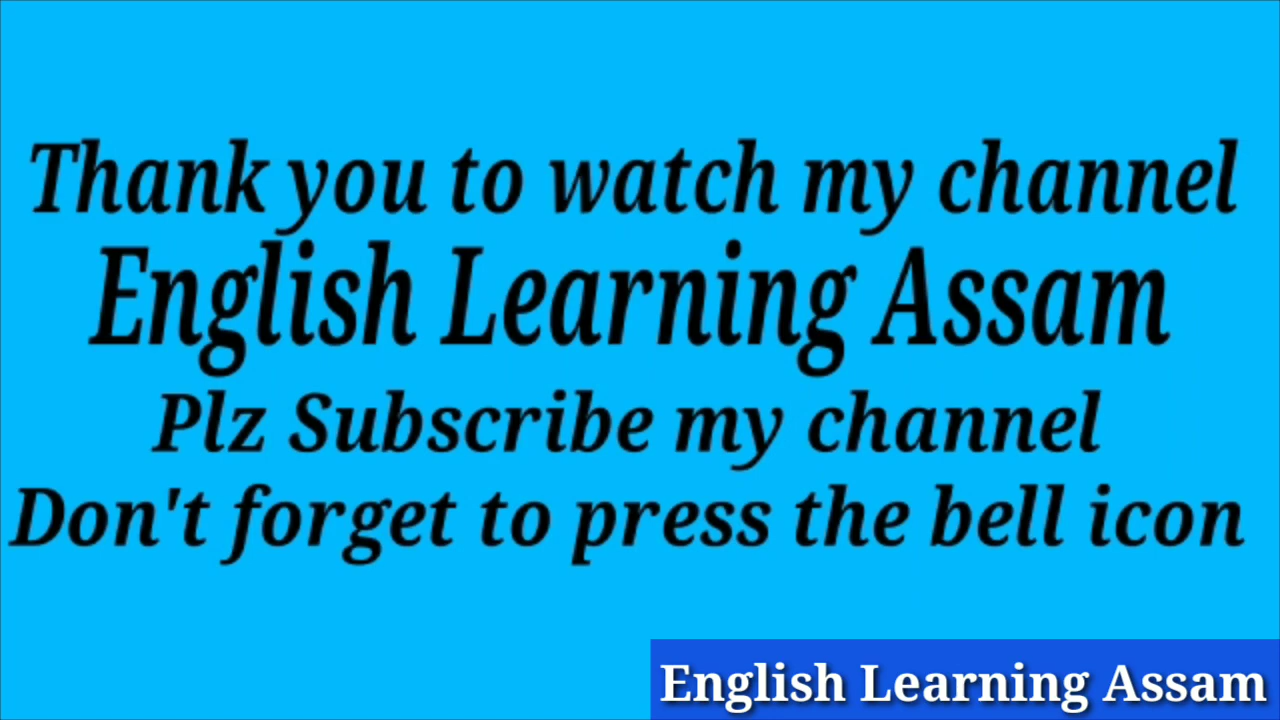 Thank you to watch my channel
English Learning Assam
Plz Subscribe my channel
Don't forget to press the bell icon
English Learning Assam